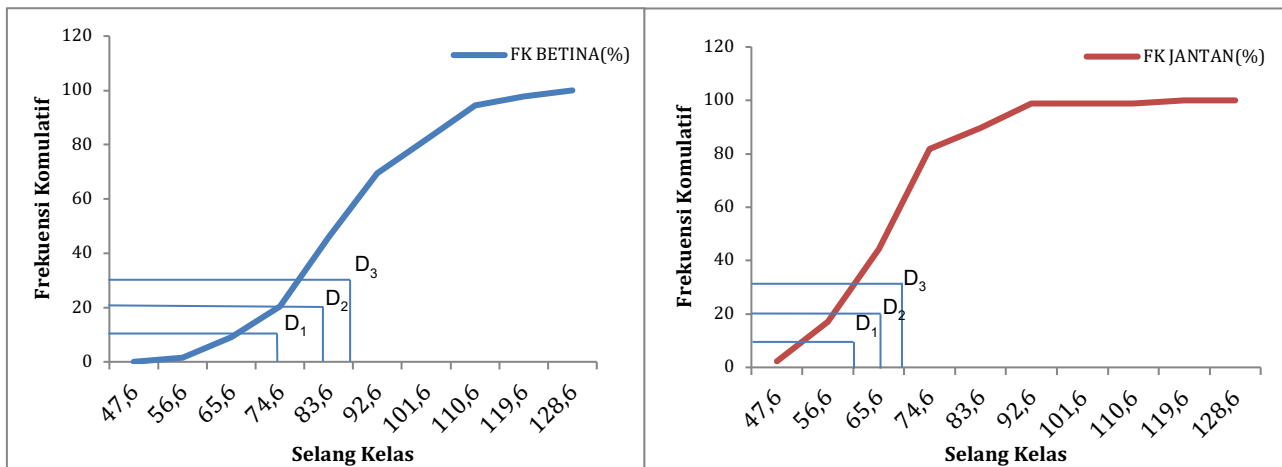 FK BETINA(%)
Frekuensi Komulatif
120
100
80
60
40
20
0
D3
D2
D1
47,6 56,6 65,6 74,6 83,6 92,6 101,6 110,6 119,6 128,6
Selang Kelas
FK JANTAN(%)
Frekuensi Komulatif
120
100
80
60
40
20
0
D3
D2
D1
47,6 56,6 65,6 74,6 83,6 92,6 101,6 110,6 119,6 128,6
Selang Kelas